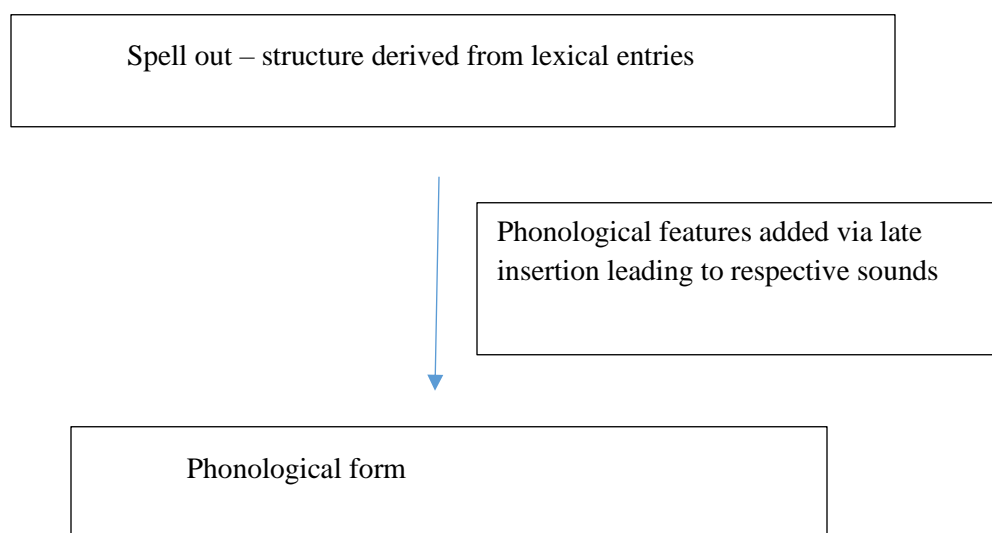 Spell out – structure derived from lexical entries
Phonological features added via late
insertion leading to respective sounds
Phonological form